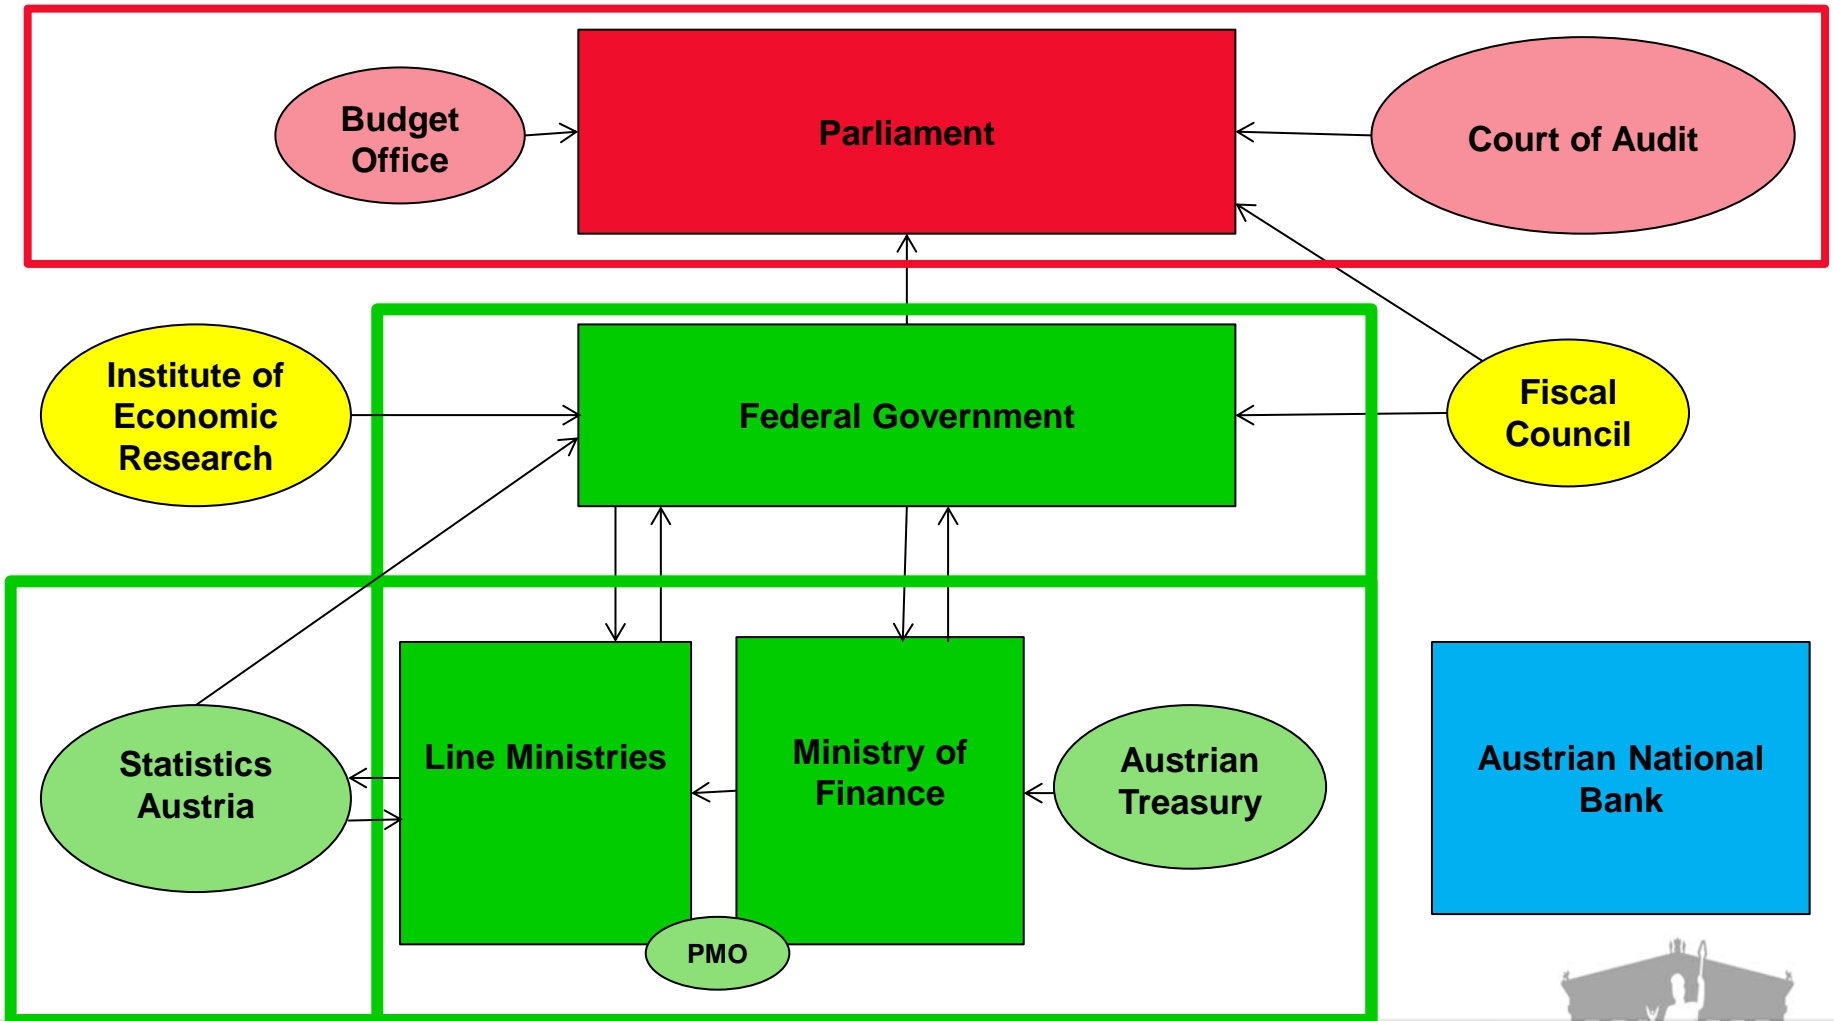 Budget
Office
Parliament
Court of Audit
Institute of
Economic
Research
Federal Government
Fiscal
Council
Statistics
Austria
Line Ministries
Ministry of
Finance
Austrian
Treasury
Austrian National
Bank
PMO